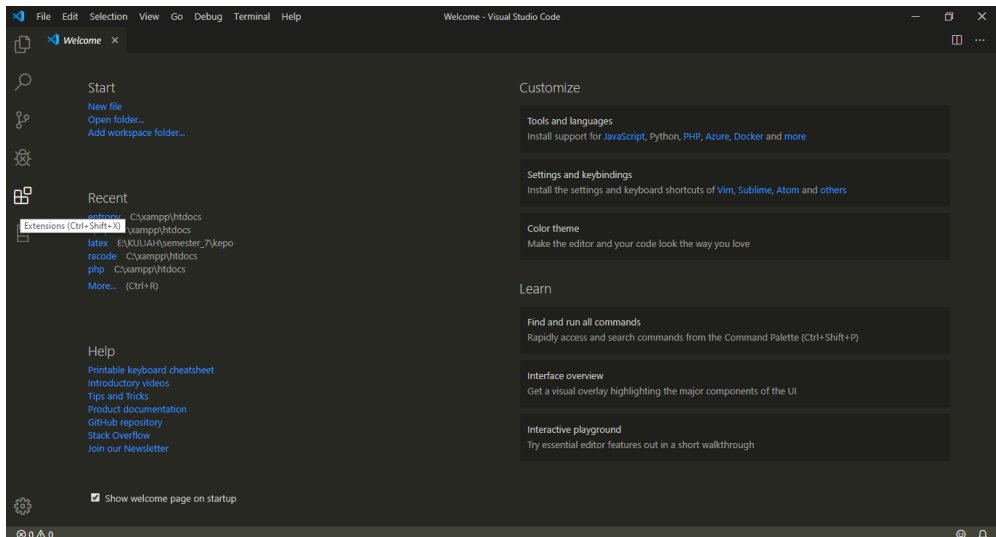 File Edit Selection View Go Debug Terminal Help
Welcome - Visual Studio Code
Welcome
Start
New file
Open folder...
Add workspace folder...
Recent
entropy C:\xampp\htdocs
Extensions (Ctrl+Shift+X)
\xampp\htdocs
latex E:\KULIAH\semester_7\kepo
racode C:\xampp\htdocs
php C:\xampp\htdocs
More... (Ctrl+R)
Help
Printable keyboard cheatsheet
Introductory videos
Tips and Tricks
Product documentation
GitHub repository
Stack Overflow
Join our Newsletter
Show welcome page on startup
Customize
Tools and languages
Install support for JavaScript, Python, PHP, Azure, Docker and more
Settings and keybindings
Install the settings and keyboard shortcuts of Vim, Sublime, Atom and others
Color theme
Make the editor and your code look the way you love
Learn
Find and run all commands
Rapidly access and search commands from the Command Palette (Ctrl+Shift+P)
Interface overview
Get a visual overlay highlighting the major components of the UI
Interactive playground
Try essential editor features out in a short walkthrough
0 0